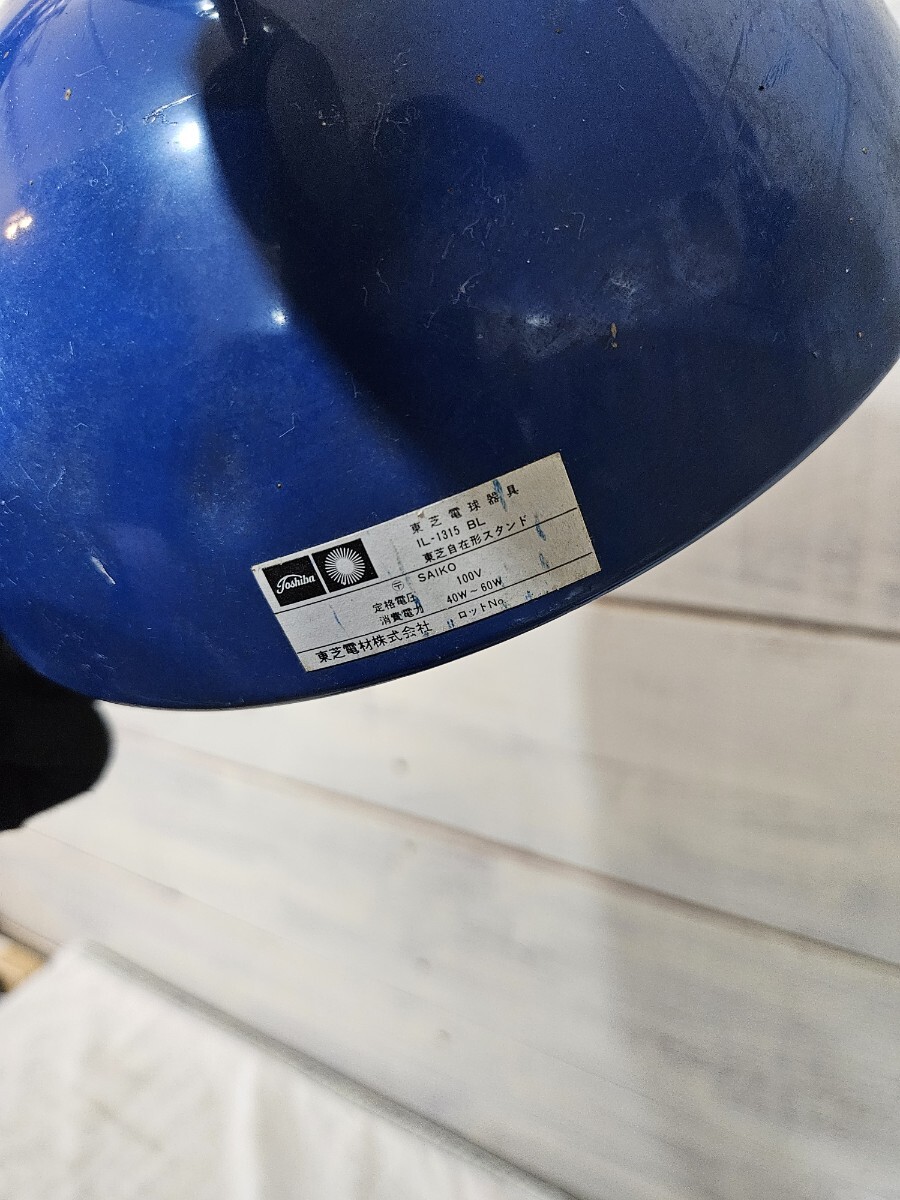 Toshiba
東芝電球器具
IL-1315 BL
東芝自在形スタンド
〒 SAIKO
定格電圧 100V
消費電力 40W~60W
東芝電材株式会社 ロットNo.